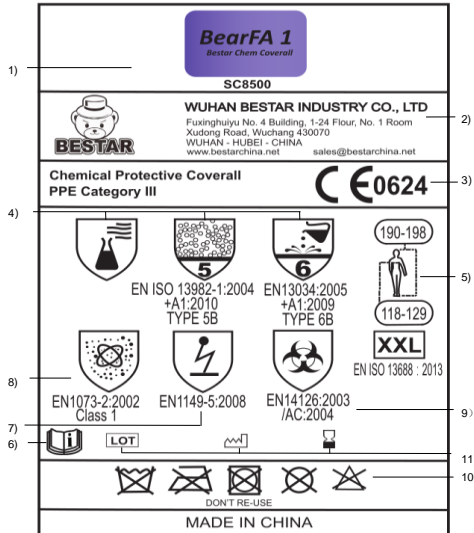 BearFA 1
Bestar Chem Coverall
1)
SC8500
BESTAR
WUHAN BESTAR INDUSTRY CO., LTD
Fuxinghuiyu No. 4 Building, 1-24 Flour, No. 1 Room
Xudong Road, Wuchang 430070
WUHAN - HUBEI - CHINA
www.bestarchina.net sales@bestarchina.net
2)
Chemical Protective Coverall
PPE Category III
CE0624
3)
4)
5
6
190-198
5)
118-129
EN ISO 13982-1:2004
+A1:2010
TYPE 5B
EN13034:2005
+A1:2009
TYPE 6B
XXL
EN ISO 13688 : 2013
8)
EN1073-2:2002
Class 1
EN1149-5:2008
EN14126:2003
/AC:2004
9)
7)
6)
i
LOT
11
10
DON'T RE-USE
MADE IN CHINA